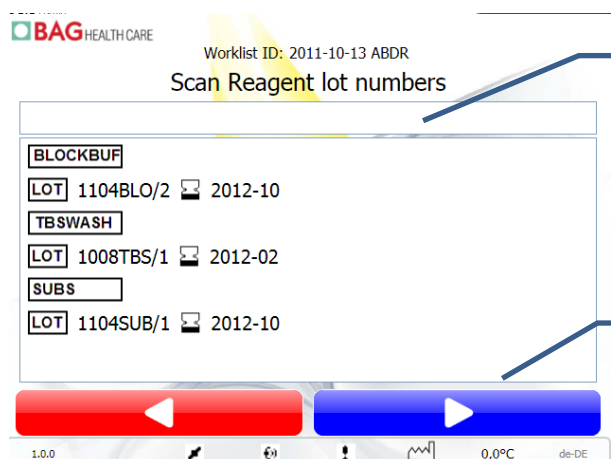 BAG HEALTH CARE
Worklist ID: 2011-10-13 ABDR
Scan Reagent lot numbers
BLOCKBUF
LOT 1104BLO/2 2012-10
TBSWASH
LOT 1008TBS/1 2012-02
SUBS
LOT 1104SUB/1 2012-10
1.0.0 0,0°C de-DE